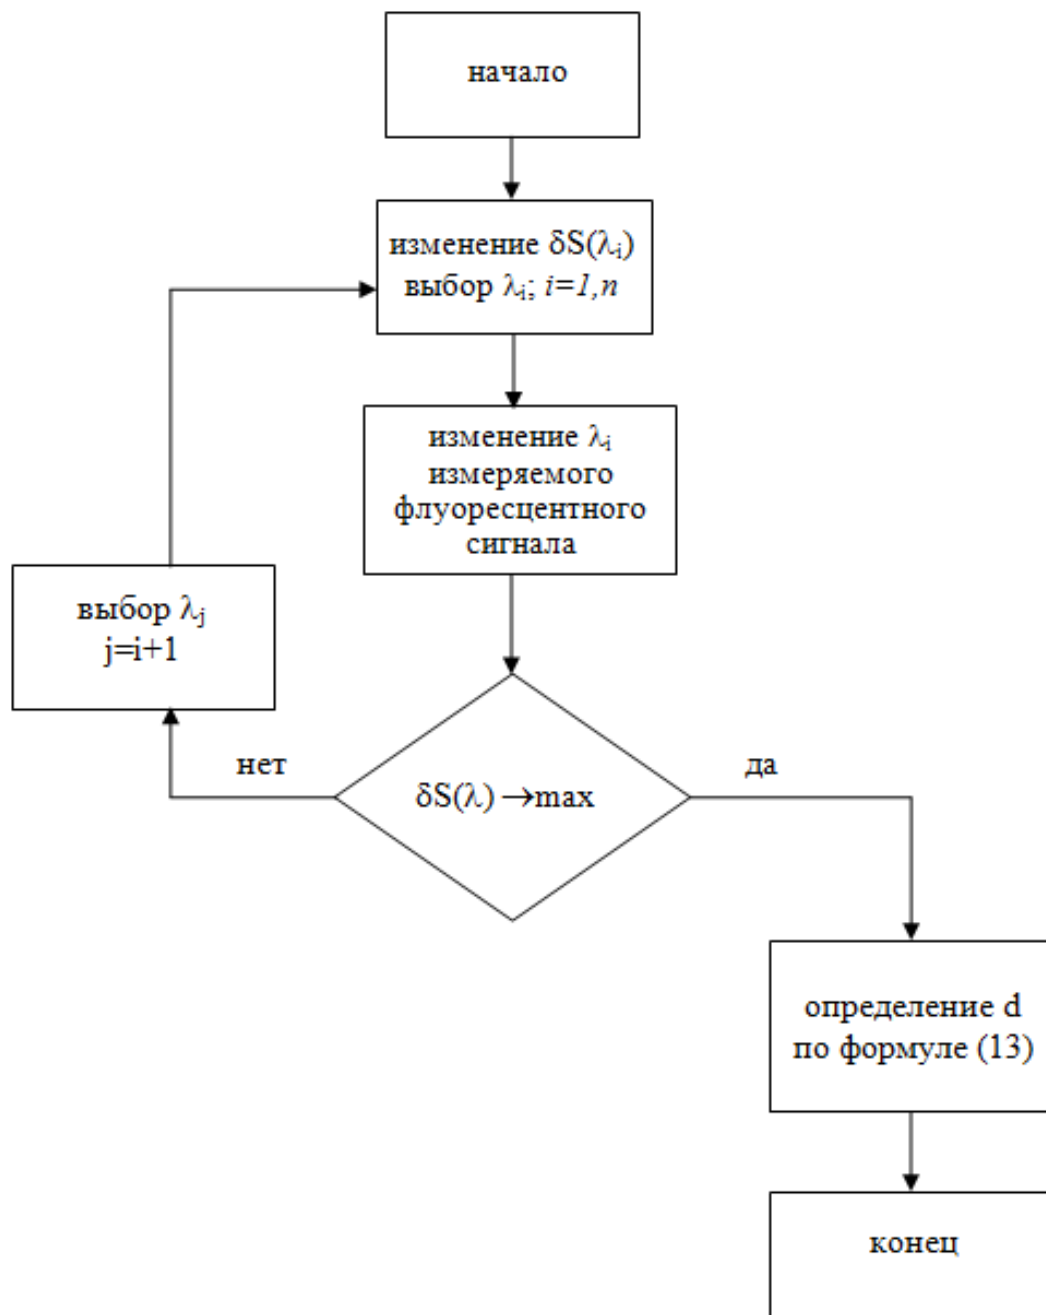 начало
изменение δS(λᵢ)
выбор λᵢ; i=1,n
изменение λᵢ
измеряемого
флуоресцентного
сигнала
выбор λⱼ
j=i+1
нет
δS(λ) →max
да
определение d
по формуле (13)
конец